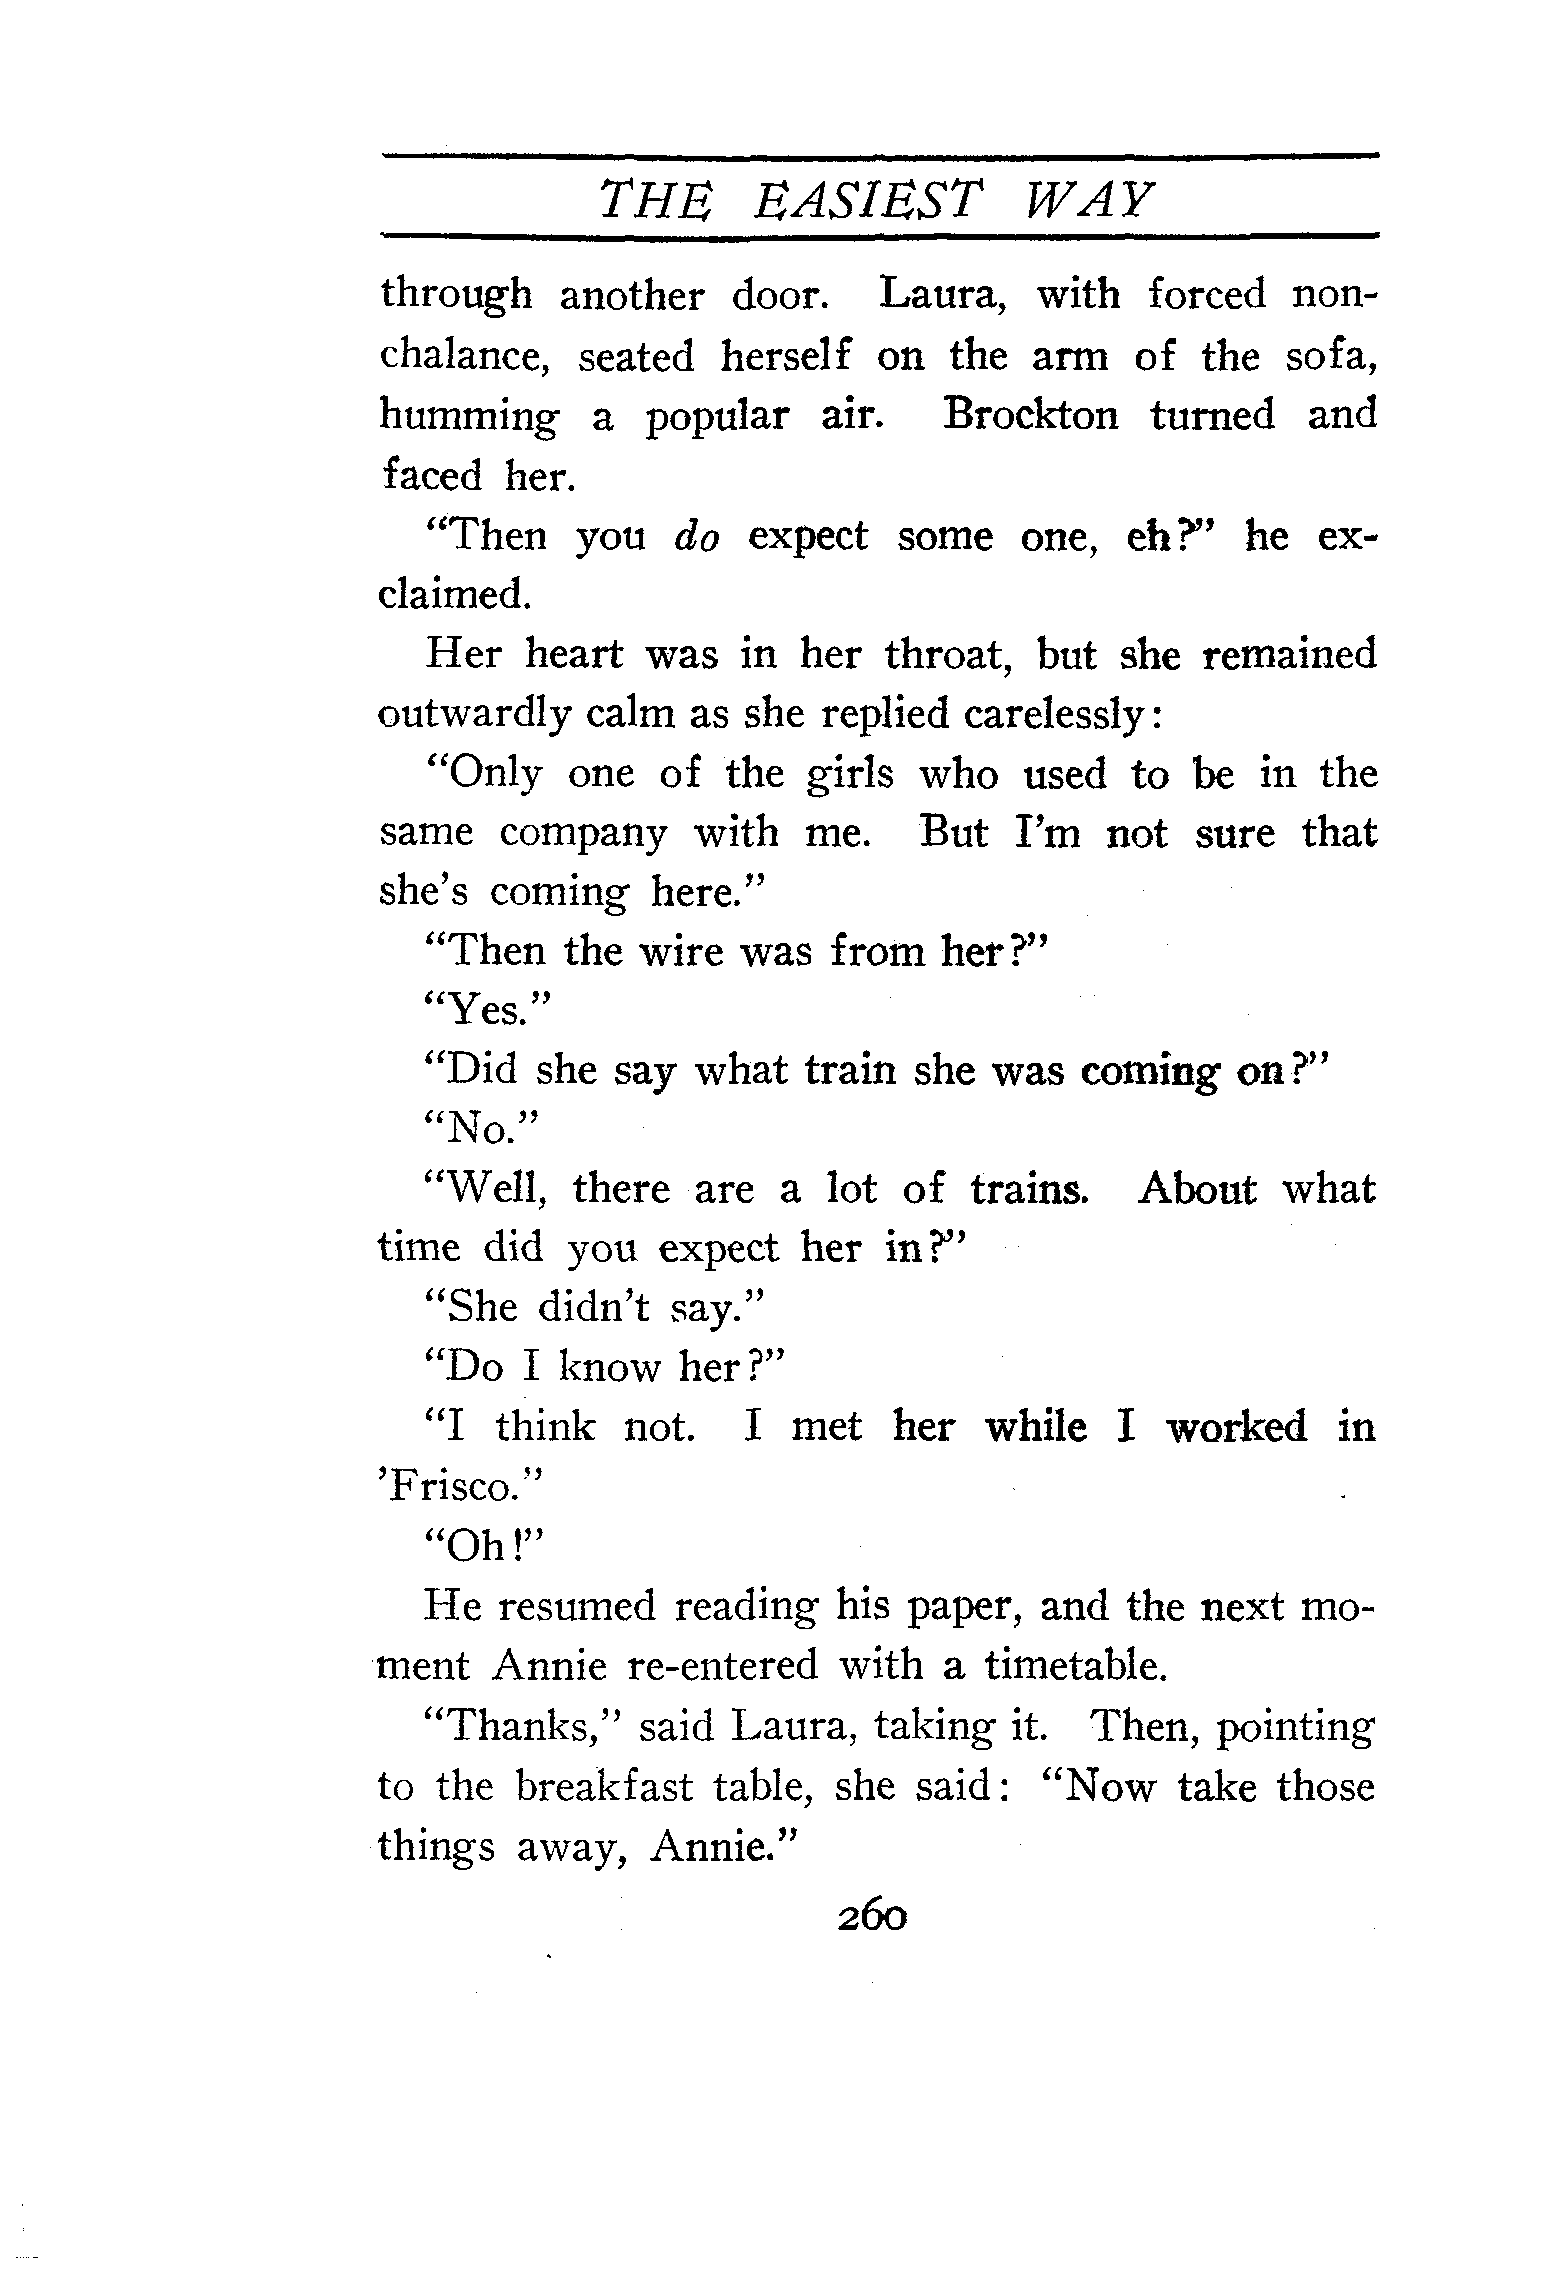 THE EASIEST WAY
through another door. Laura, with forced non-
chalance, seated herself on the arm of the sofa,
humming a popular air. Brockton turned and
faced her.
"Then you do expect some one, eh?" he ex-
claimed.
Her heart was in her throat, but she remained
outwardly calm as she replied carelessly:
"Only one of the girls who used to be in the
same company with me. But I'm not sure that
she's coming here."
"Then the wire was from her?"
"Yes."
"Did she say what train she was coming on?"
"No."
"Well, there are a lot of trains. About what
time did you expect her in?"
"She didn't say."
"Do I know her?"
"I think not. I met her while I worked in
'Frisco."
"Oh!"
He resumed reading his paper, and the next mo-
ment Annie re-entered with a timetable.
"Thanks," said Laura, taking it. Then, pointing
to the breakfast table, she said: "Now take those
things away, Annie."
260